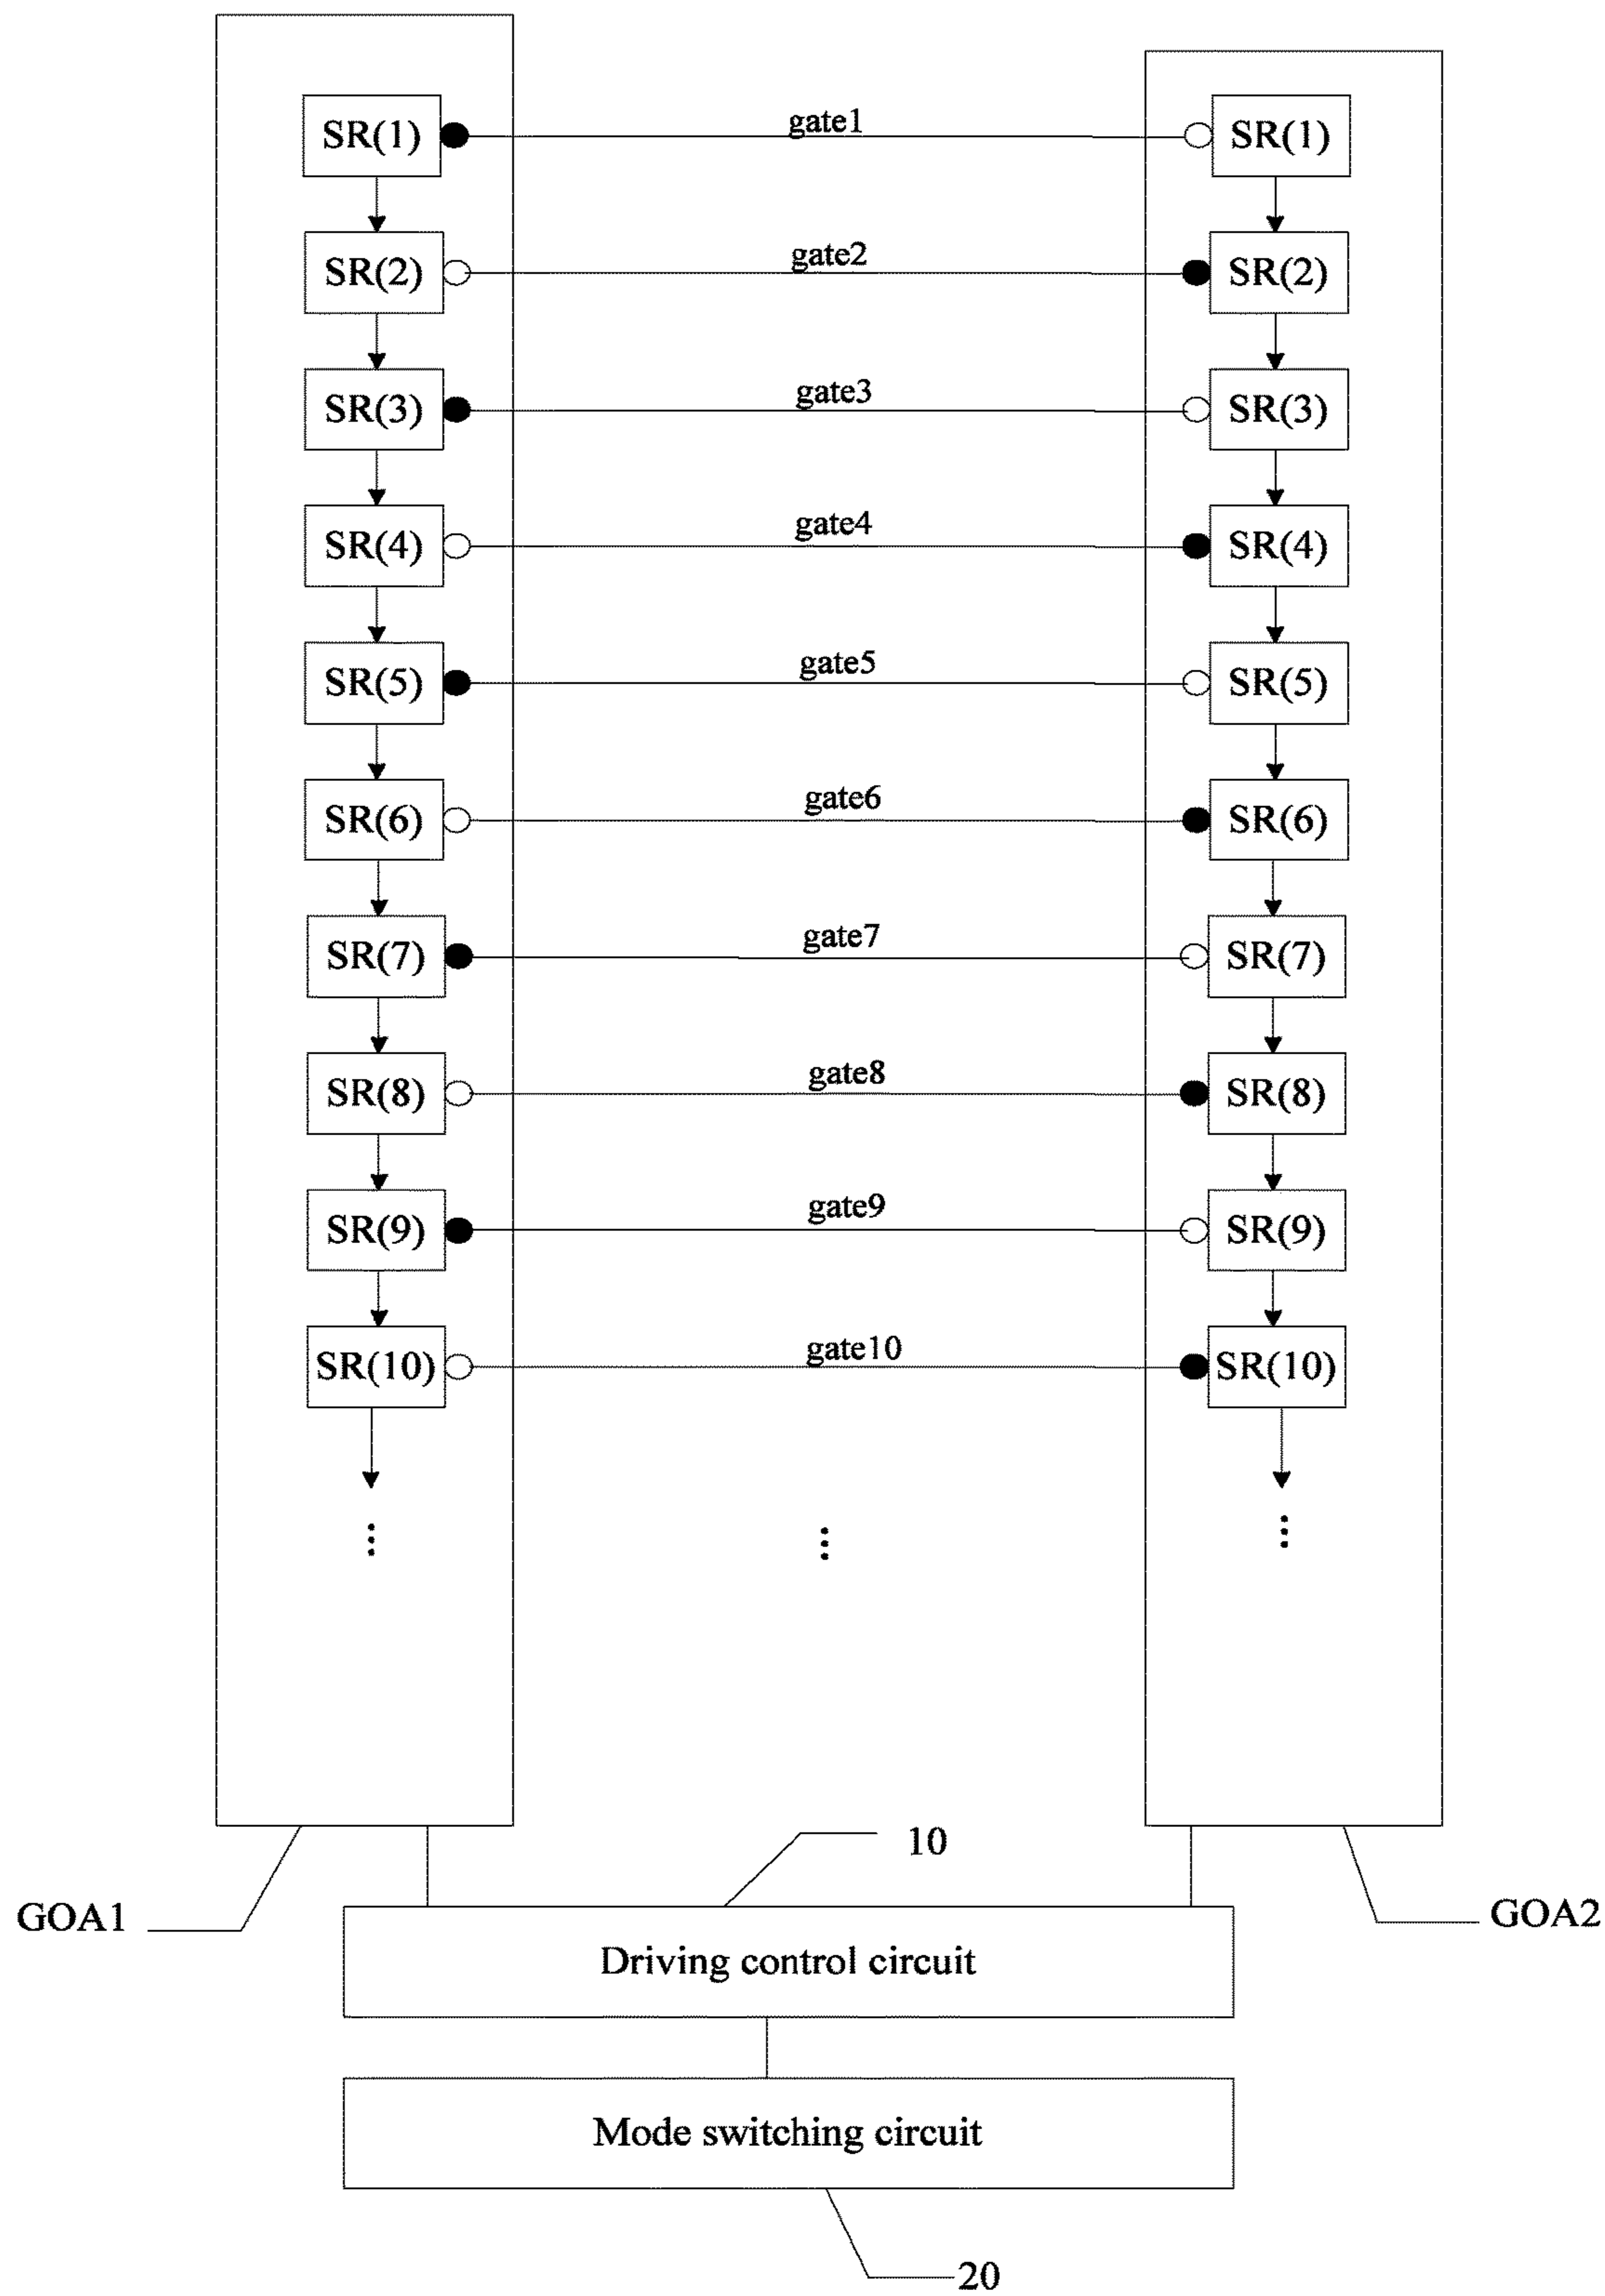 SR(1) gate1 SR(1)
SR(2) gate2 SR(2)
SR(3) gate3 SR(3)
SR(4) gate4 SR(4)
SR(5) gate5 SR(5)
SR(6) gate6 SR(6)
SR(7) gate7 SR(7)
SR(8) gate8 SR(8)
SR(9) gate9 SR(9)
SR(10) gate10 SR(10)
10
GOA1 GOA2
Driving control circuit
Mode switching circuit
20